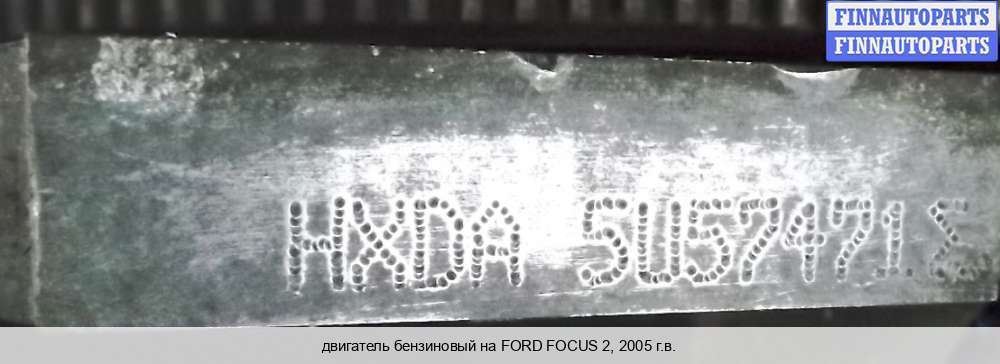 FINNAUTOPARTS
FINNAUTOPARTS
HXDA 5U57471.Σ
двигатель бензиновый на FORD FOCUS 2, 2005 г.в.